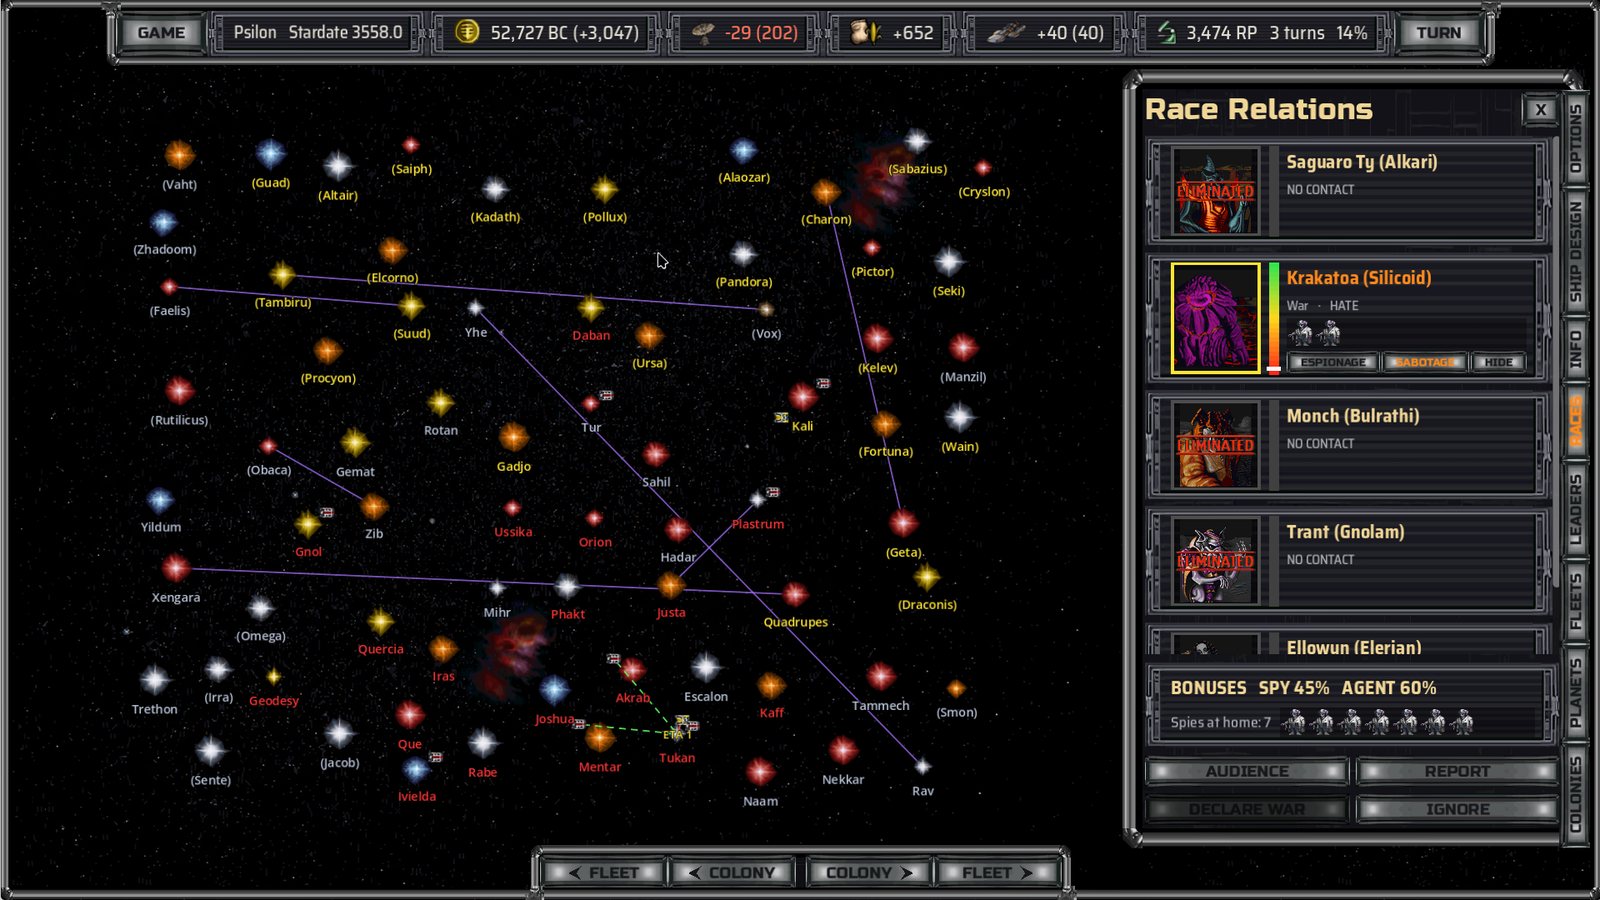 GAME
Psilon Stardate 3558.0
52,727 BC (+3,047)
-29 (202)
+652
+40 (40)
3,474 RP 3 turns 14%
TURN
Race Relations
X
Saguaro Ty (Alkari)
NO CONTACT
ELIMINATED
Krakatoa (Silicoid)
War · HATE
ESPIONAGE
SABOTAGE
HIDE
Monch (Bulrathi)
NO CONTACT
ELIMINATED
Trant (Gnolam)
NO CONTACT
ELIMINATED
Ellowun (Elerian)
BONUSES SPY 45% AGENT 60%
Spies at home: 7
AUDIENCE
REPORT
DECLARE WAR
IGNORE
OPTIONS
SHIP DESIGN
INFO
RACES
LEADERS
FLEETS
PLANETS
COLONIES
(Vaht)
(Guad)
(Altair)
(Saiph)
(Kadath)
(Pollux)
(Alaozar)
(Sabazius)
(Cryslon)
(Charon)
(Zhadoom)
(Elcorno)
(Pandora)
(Pictor)
(Seki)
(Faelis)
(Tambiru)
(Suud)
Yhe
Daban
(Vox)
(Ursa)
(Procyon)
(Kelev)
(Manzil)
(Rutilicus)
Rotan
Tur
Kali
(Fortuna)
(Wain)
(Obaca)
Gemat
Gadjo
Sahil
Yildum
Gnol
Zib
Ussika
Orion
Plastrum
Hadar
(Geta)
Xengara
Mihr
Phakt
Justa
Quadrupes
(Draconis)
(Omega)
Quercia
Iras
Trethon
(Irra)
Geodesy
Joshua
Akrab
Escalon
Kaff
Tammech
(Smon)
Que
(Jacob)
Rabe
ETA 1
Mentar
Tukan
(Sente)
Ivielda
Naam
Nekkar
Rav
FLEET
COLONY
COLONY
FLEET